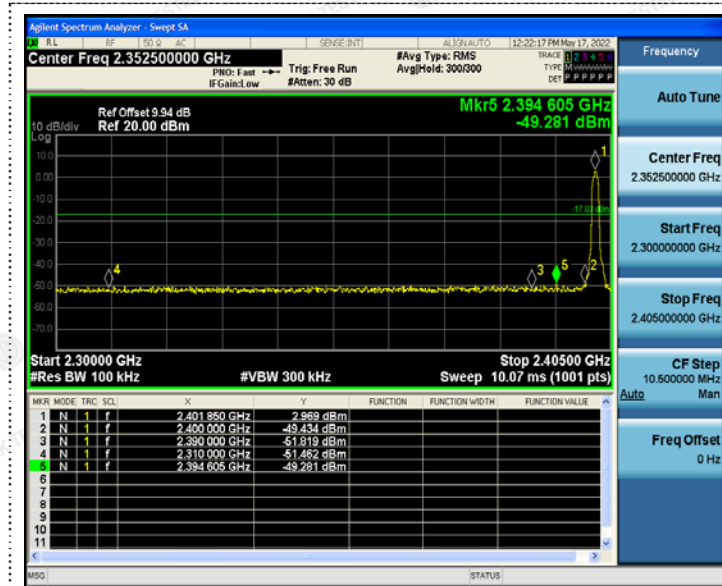 Agilent Spectrum Analyzer - Swept SA
RL RF 50 Ω AC SENSE:INT ALIGN AUTO 12:22:17 PM May 17, 2022
Center Freq 2.352500000 GHz
PNO: Fast Trig: Free Run #Avg Type: RMS TRACE 1 2 3 4 5 6
IFGain:Low #Atten: 30 dB Avg|Hold: 300/300 TYPE M
DET P P P P P P
Ref Offset 9.94 dB Mkr5 2.394 605 GHz
10 dB/div Ref 20.00 dBm -49.281 dBm
Log
10.0
0.00
-10.0
-20.0
-30.0
-40.0
-50.0
-60.0
-70.0
1
2
3
4
5
Start 2.30000 GHz Stop 2.40500 GHz
#Res BW 100 kHz #VBW 300 kHz Sweep 10.07 ms (1001 pts)
MKR MODE TRC SCL X Y FUNCTION FUNCTION WIDTH FUNCTION VALUE
1 N 1 f 2.401 850 GHz 2.969 dBm
2 N 1 f 2.400 000 GHz -49.434 dBm
3 N 1 f 2.390 000 GHz -51.819 dBm
4 N 1 f 2.310 000 GHz -51.462 dBm
5 N 1 f 2.394 605 GHz -49.281 dBm
6
7
8
9
10
11
MSG STATUS
Frequency
Auto Tune
Center Freq
2.352500000 GHz
Start Freq
2.300000000 GHz
Stop Freq
2.405000000 GHz
CF Step
10.500000 MHz
Auto Man
Freq Offset
0 Hz